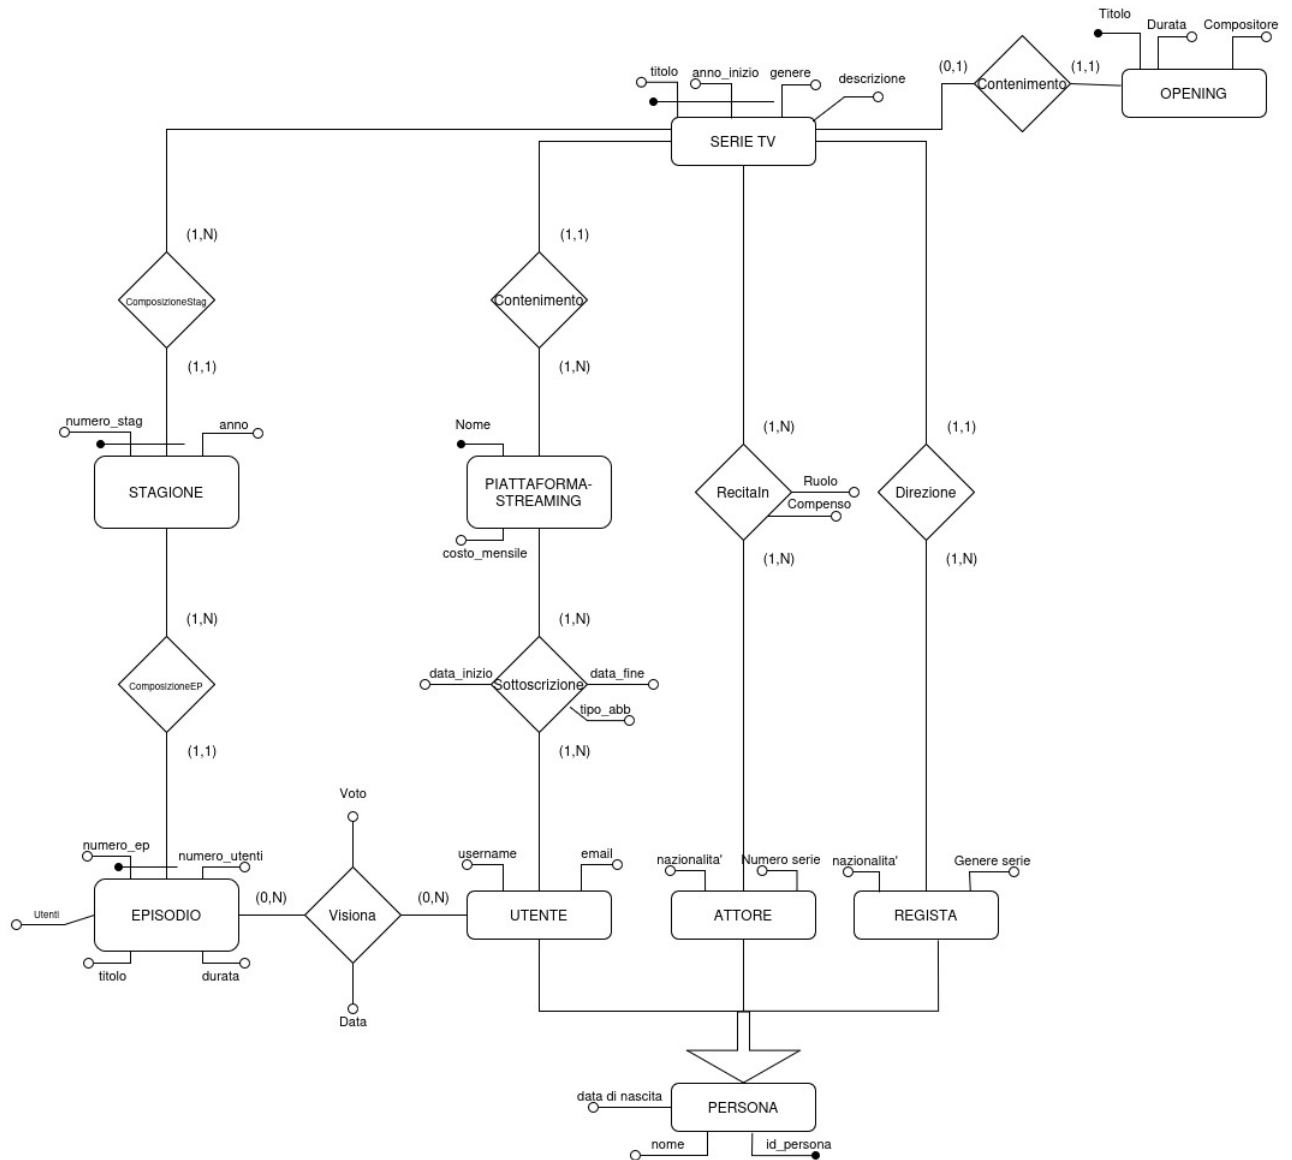 Titolo
Durata
Compositore
(0,1)
Contenimento
(1,1)
OPENING
titolo
anno_inizio
genere
descrizione
SERIE TV
(1,N)
(1,1)
ComposizioneStag
Contenimento
(1,1)
(1,N)
numero_stag
anno
STAGIONE
Nome
PIATTAFORMA-
STREAMING
costo_mensile
(1,N)
(1,1)
RecitaIn
Ruolo
Compenso
Direzione
(1,N)
(1,N)
(1,N)
(1,N)
ComposizioneEP
data_inizio
Sottoscrizione
data_fine
tipo_abb
(1,1)
(1,N)
Voto
numero_ep
numero_utenti
Utenti
EPISODIO
titolo
durata
(0,N)
Visiona
(0,N)
Data
username
email
UTENTE
nazionalita'
Numero serie
ATTORE
nazionalita'
Genere serie
REGISTA
data di nascita
PERSONA
nome
id_persona